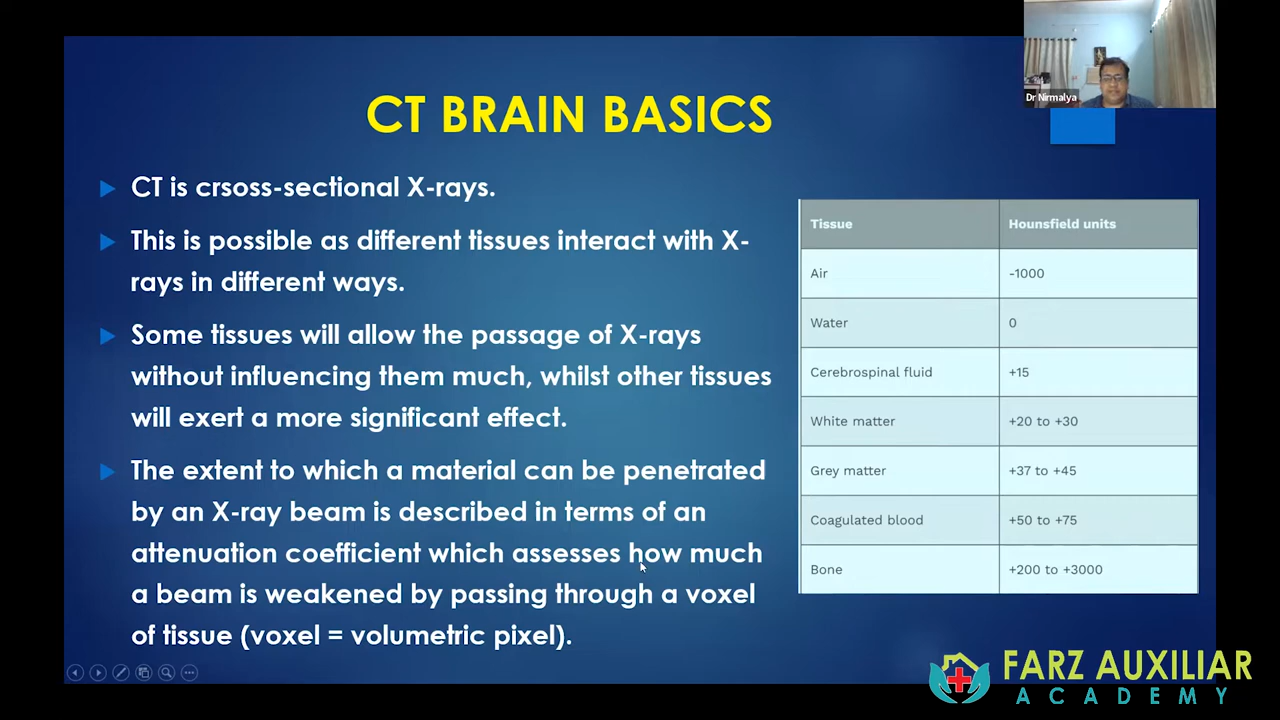 Dr Nirmalya
CT BRAIN BASICS
CT is crsoss-sectional X-rays.
This is possible as different tissues interact with X-
rays in different ways.
Some tissues will allow the passage of X-rays
without influencing them much, whilst other tissues
will exert a more significant effect.
The extent to which a material can be penetrated
by an X-ray beam is described in terms of an
attenuation coefficient which assesses how much
a beam is weakened by passing through a voxel
of tissue (voxel = volumetric pixel).
Tissue Hounsfield units
Air -1000
Water 0
Cerebrospinal fluid +15
White matter +20 to +30
Grey matter +37 to +45
Coagulated blood +50 to +75
Bone +200 to +3000
FARZ AUXILIAR
ACADEMY